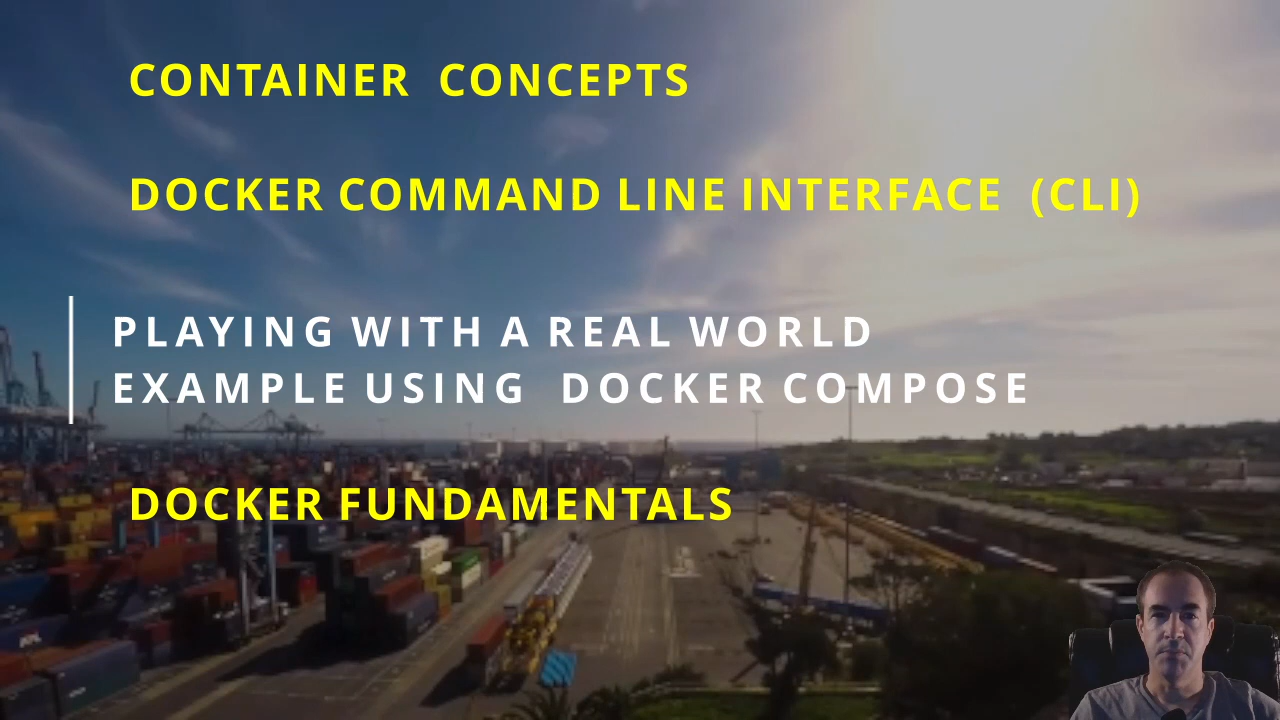 CONTAINER CONCEPTS
DOCKER COMMAND LINE INTERFACE (CLI)
PLAYING WITH A REAL WORLD
EXAMPLE USING DOCKER COMPOSE
DOCKER FUNDAMENTALS